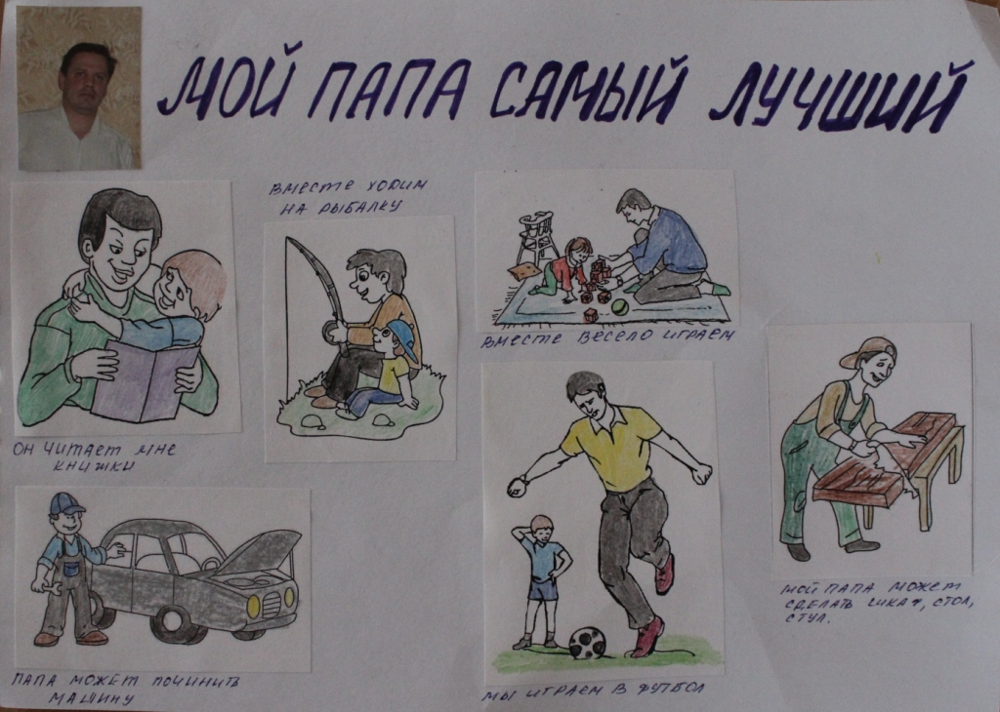 МОЙ ПАПА САМЫЙ ЛУЧШИЙ
ВМЕСТЕ ХОДИМ
НА РЫБАЛКУ
ВМЕСТЕ ВЕСЕЛО ИГРАЕМ
ОН ЧИТАЕТ МНЕ
КНИЖКИ
МОЙ ПАПА МОЖЕТ
СДЕЛАТЬ ШКАФ, СТОЛ,
СТУЛ.
ПАПА МОЖЕТ ПОЧИНИТЬ
МАШИНУ
МЫ ИГРАЕМ В ФУТБОЛ